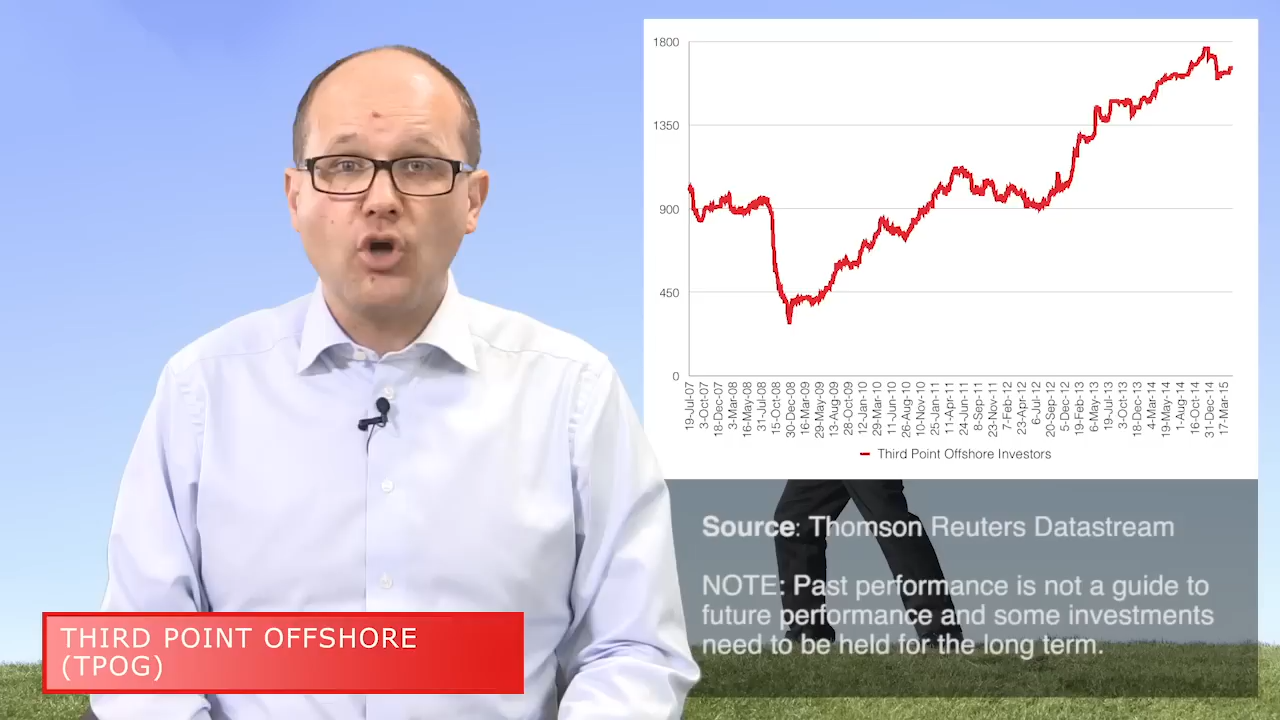 1800
1350
900
450
0
19-Jul-07
3-Oct-07
18-Dec-07
3-Mar-08
16-May-08
31-Jul-08
15-Oct-08
30-Dec-08
16-Mar-09
29-May-09
13-Aug-09
28-Oct-09
12-Jan-10
29-Mar-10
11-Jun-10
26-Aug-10
10-Nov-10
25-Jan-11
11-Apr-11
24-Jun-11
8-Sep-11
23-Nov-11
7-Feb-12
23-Apr-12
6-Jul-12
20-Sep-12
5-Dec-12
19-Feb-13
6-May-13
19-Jul-13
3-Oct-13
18-Dec-13
4-Mar-14
19-May-14
1-Aug-14
16-Oct-14
31-Dec-14
17-Mar-15
Third Point Offshore Investors
Source: Thomson Reuters Datastream
NOTE: Past performance is not a guide to
future performance and some investments
need to be held for the long term.
THIRD POINT OFFSHORE
(TPOG)